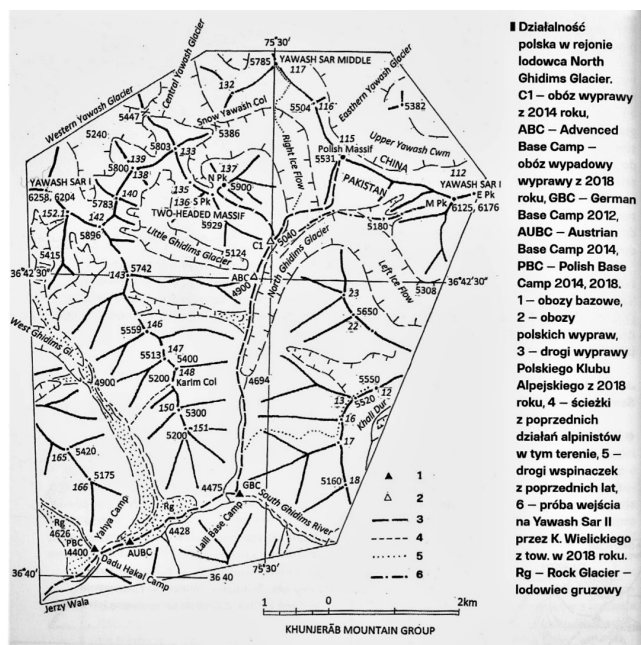 75°30'
5785
YAWASH SAR MIDDLE
117
Central Yawash Glacier
Western Yawash Glacier
Eastern Yawash Glacier
132
5447
Snow Yawash Col
5504
116
5382
5240
5386
5803
133
115
Upper Yawash Cwm
139
Polish Massif
CHINA
5800
138
137
5531
112
N Pk
5900
Right Ice Flow
PAKISTAN
YAWASH SAR I
135
YAWASH SAR I
E Pk
6258, 6204
140
136
S Pk
M Pk
5783
TWO-HEADED MASSIF
6125, 6176
152.1
142
5929
5180
5896
Little Ghidims Glacier
C1
5040
5415
5124
North Ghidims Glacier
Left Ice Flow
36°42'30"
5742
ABC
36°42'30"
143
4900
5308
23
West Ghidims Gl.
5650
5559
146
22
147
5513
5400
148
4900
5200
4694
5550
Karim Col
13
12
5520
150
5300
16
Kholi Dur
151
5200
17
5420
165
5175
5160
18
166
4475
GBC
Yahya Camp
Rg
South Ghidims River
Rg
4626
Lalli Base Camp
PBC
4428
4400
AUBC
Dadu Hakal Camp
36°40'
36 40
75°30'
Jerzy Wala
1
2
3
4
5
6
1 0 2km
KHUNJERĀB MOUNTAIN GROUP
Działalność
polska w rejonie
lodowca North
Ghidims Glacier.
C1 – obóz wyprawy
z 2014 roku,
ABC – Advenced
Base Camp –
obóz wypadowy
wyprawy z 2018
roku, GBC – German
Base Camp 2012,
AUBC – Austrian
Base Camp 2014,
PBC – Polish Base
Camp 2014, 2018.
1 – obozy bazowe,
2 – obozy
polskich wypraw,
3 – drogi wyprawy
Polskiego Klubu
Alpejskiego z 2018
roku, 4 – ścieżki
z poprzednich
działań alpinistów
w tym terenie, 5 –
drogi wspinaczek
z poprzednich lat,
6 – próba wejścia
na Yawash Sar II
przez K. Wielickiego
z tow. w 2018 roku.
Rg – Rock Glacier –
lodowiec gruzowy